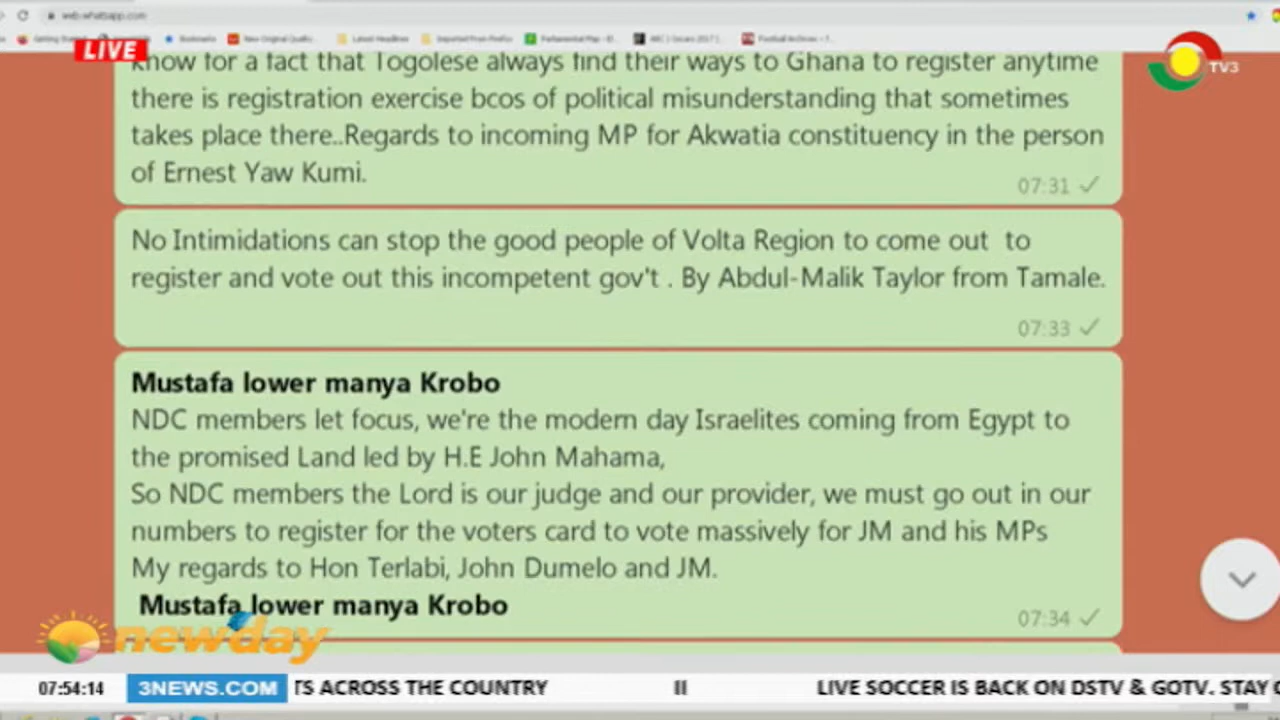 web.whatsapp.com
Bookmarks
LIVE
TV3
know for a fact that Togolese always find their ways to Ghana to register anytime
there is registration exercise bcos of political misunderstanding that sometimes
takes place there..Regards to incoming MP for Akwatia constituency in the person
of Ernest Yaw Kumi.
07:31
No Intimidations can stop the good people of Volta Region to come out to
register and vote out this incompetent gov't . By Abdul-Malik Taylor from Tamale.
07:33
Mustafa lower manya Krobo
NDC members let focus, we're the modern day Israelites coming from Egypt to
the promised Land led by H.E John Mahama,
So NDC members the Lord is our judge and our provider, we must go out in our
numbers to register for the voters card to vote massively for JM and his MPs
My regards to Hon Terlabi, John Dumelo and JM.
Mustafa lower manya Krobo
07:34
newday
07:54:14 3NEWS.COM TS ACROSS THE COUNTRY LIVE SOCCER IS BACK ON DSTV & GOTV. STAY